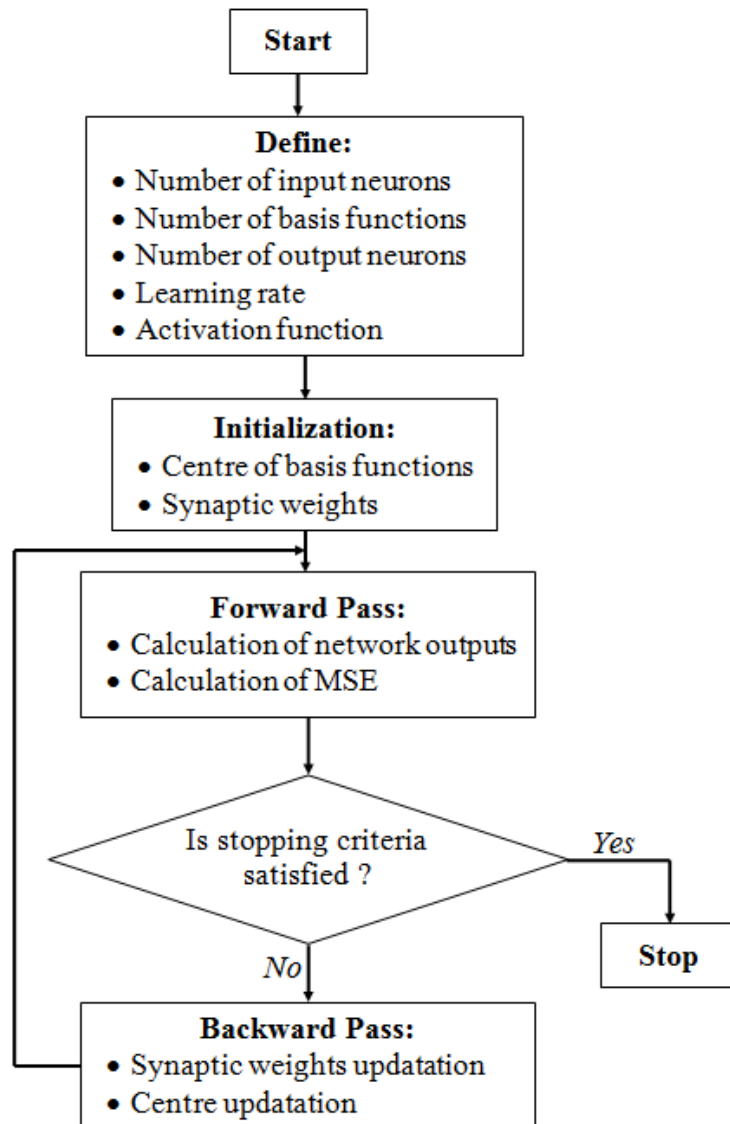 Start
Define:
• Number of input neurons
• Number of basis functions
• Number of output neurons
• Learning rate
• Activation function
Initialization:
• Centre of basis functions
• Synaptic weights
Forward Pass:
• Calculation of network outputs
• Calculation of MSE
Is stopping criteria
satisfied ?
Yes
Stop
No
Backward Pass:
• Synaptic weights updatation
• Centre updatation